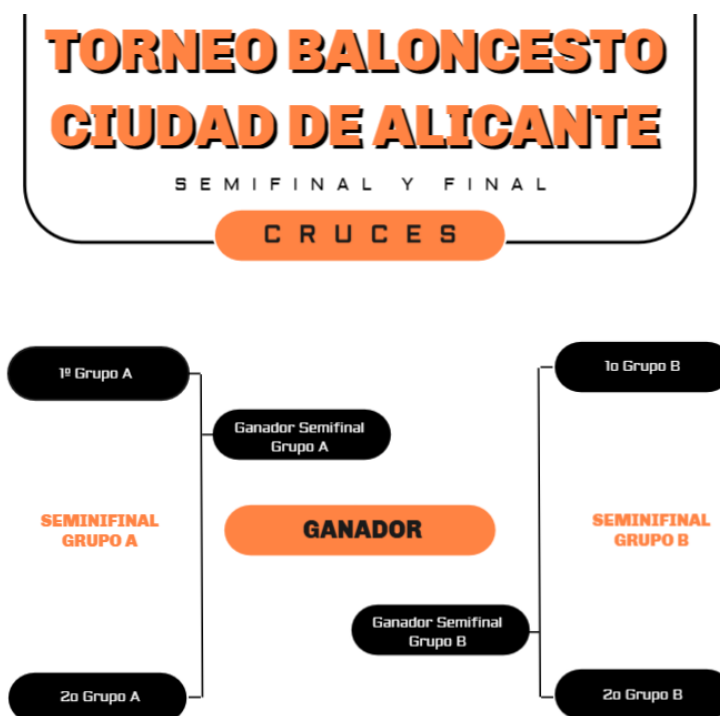 TORNEO BALONCESTO
CIUDAD DE ALICANTE
SEMIFINAL Y FINAL
CRUCES
1º Grupo A
1o Grupo B
Ganador Semifinal
Grupo A
SEMINIFINAL
GRUPO A
GANADOR
SEMINIFINAL
GRUPO B
Ganador Semifinal
Grupo B
2o Grupo A
2o Grupo B